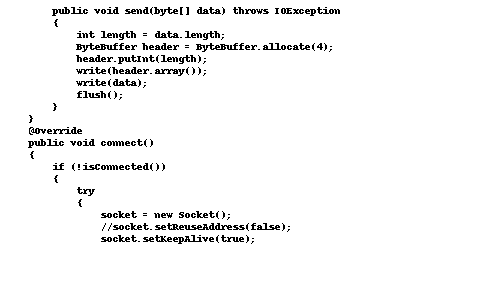 public void send(byte[] data) throws IOException
{
int length = data.length;
ByteBuffer header = ByteBuffer.allocate(4);
header.putInt(length);
write(header.array());
write(data);
flush();
}
}
@Override
public void connect()
{
if (!isConnected())
{
try
{
socket = new Socket();
//socket.setReuseAddress(false);
socket.setKeepAlive(true);